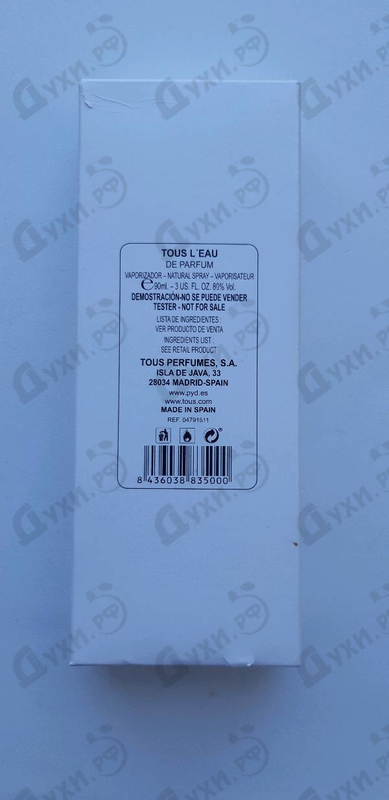 TOUS L'EAU
DE PARFUM
VAPORIZADOR – NATURAL SPRAY – VAPORISATEUR
℮90ml. – 3 US. FL. OZ. 80% Vol.
DEMOSTRACIÓN-NO SE PUEDE VENDER
TESTER - NOT FOR SALE
LISTA DE INGREDIENTES :
VER PRODUCTO DE VENTA
INGREDIENTS LIST :
SEE RETAIL PRODUCT
TOUS PERFUMES, S.A.
ISLA DE JAVA, 33
28034 MADRID-SPAIN
www.pyd.es
www.tous.com
MADE IN SPAIN
REF. 04791511
8 436038 835000
Духи.рф